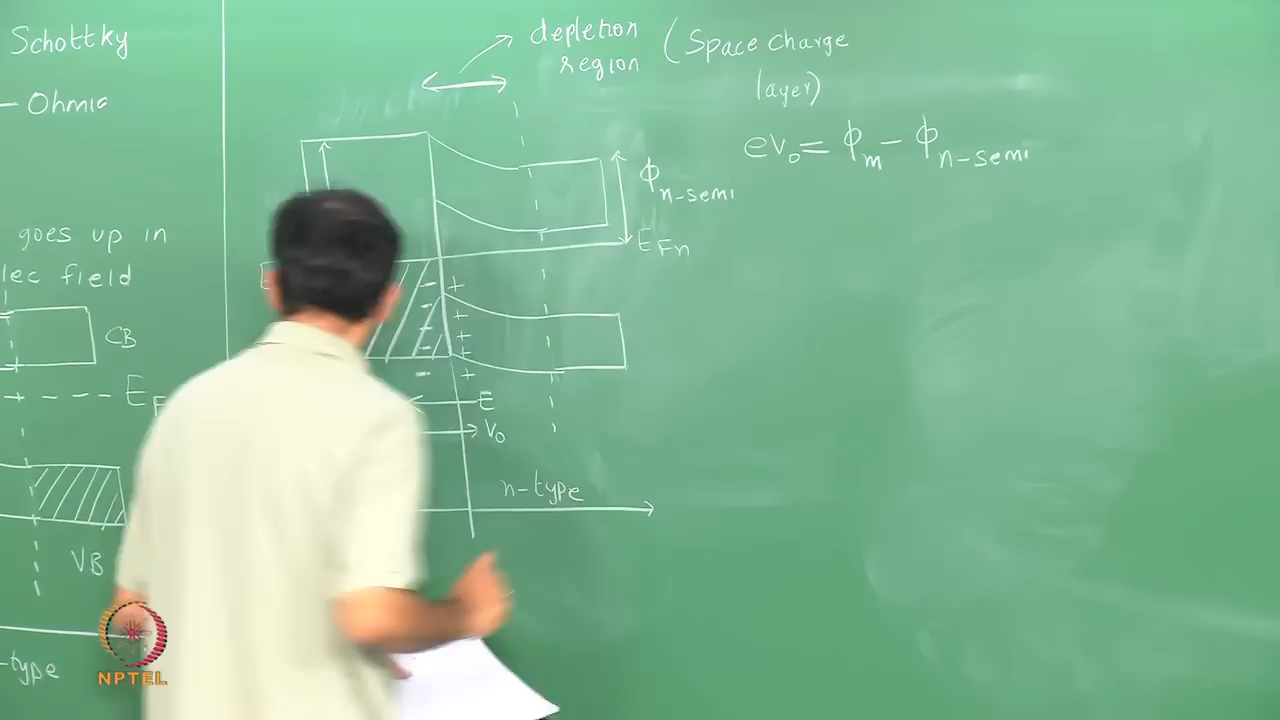 Schottky
- Ohmic
goes up in
lec field
CB
E F
VB
-type
depletion
region
(Space charge
layer)
eV₀ = ϕm - ϕn-semi
ϕn-semi
EFn
E
- +
- +
- +
- +
- +
E
V₀
n-type
NPTEL